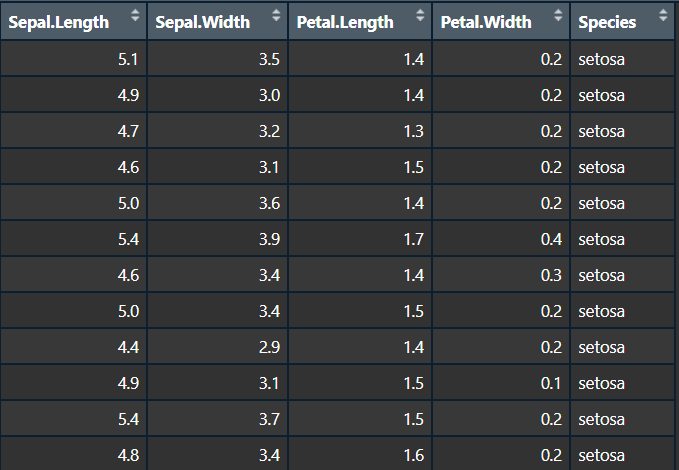 Sepal.Length Sepal.Width Petal.Length Petal.Width Species
5.1 3.5 1.4 0.2 setosa
4.9 3.0 1.4 0.2 setosa
4.7 3.2 1.3 0.2 setosa
4.6 3.1 1.5 0.2 setosa
5.0 3.6 1.4 0.2 setosa
5.4 3.9 1.7 0.4 setosa
4.6 3.4 1.4 0.3 setosa
5.0 3.4 1.5 0.2 setosa
4.4 2.9 1.4 0.2 setosa
4.9 3.1 1.5 0.1 setosa
5.4 3.7 1.5 0.2 setosa
4.8 3.4 1.6 0.2 setosa